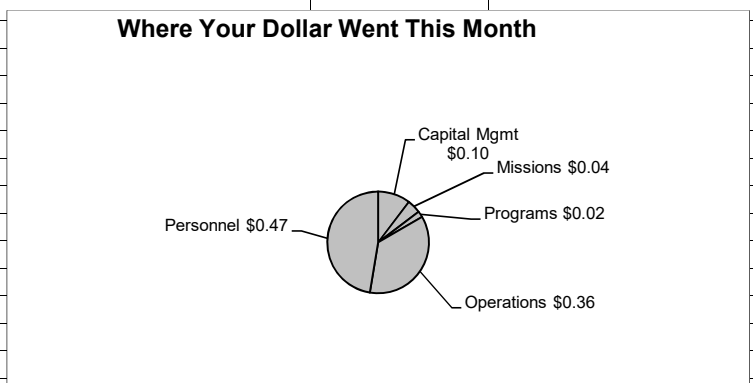 Where Your Dollar Went This Month
Capital Mgmt
$0.10
Missions $0.04
Programs $0.02
Personnel $0.47
Operations $0.36